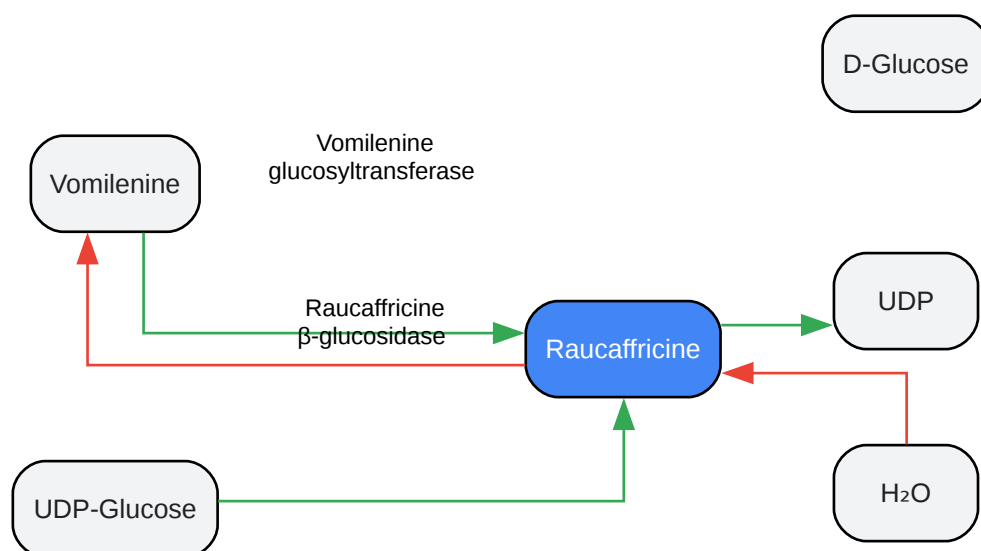 D-Glucose
Vomilenine
glucosyltransferase
Vomilenine
UDP
Raucaffricine
β-glucosidase
Raucaffricine
H₂O
UDP-Glucose